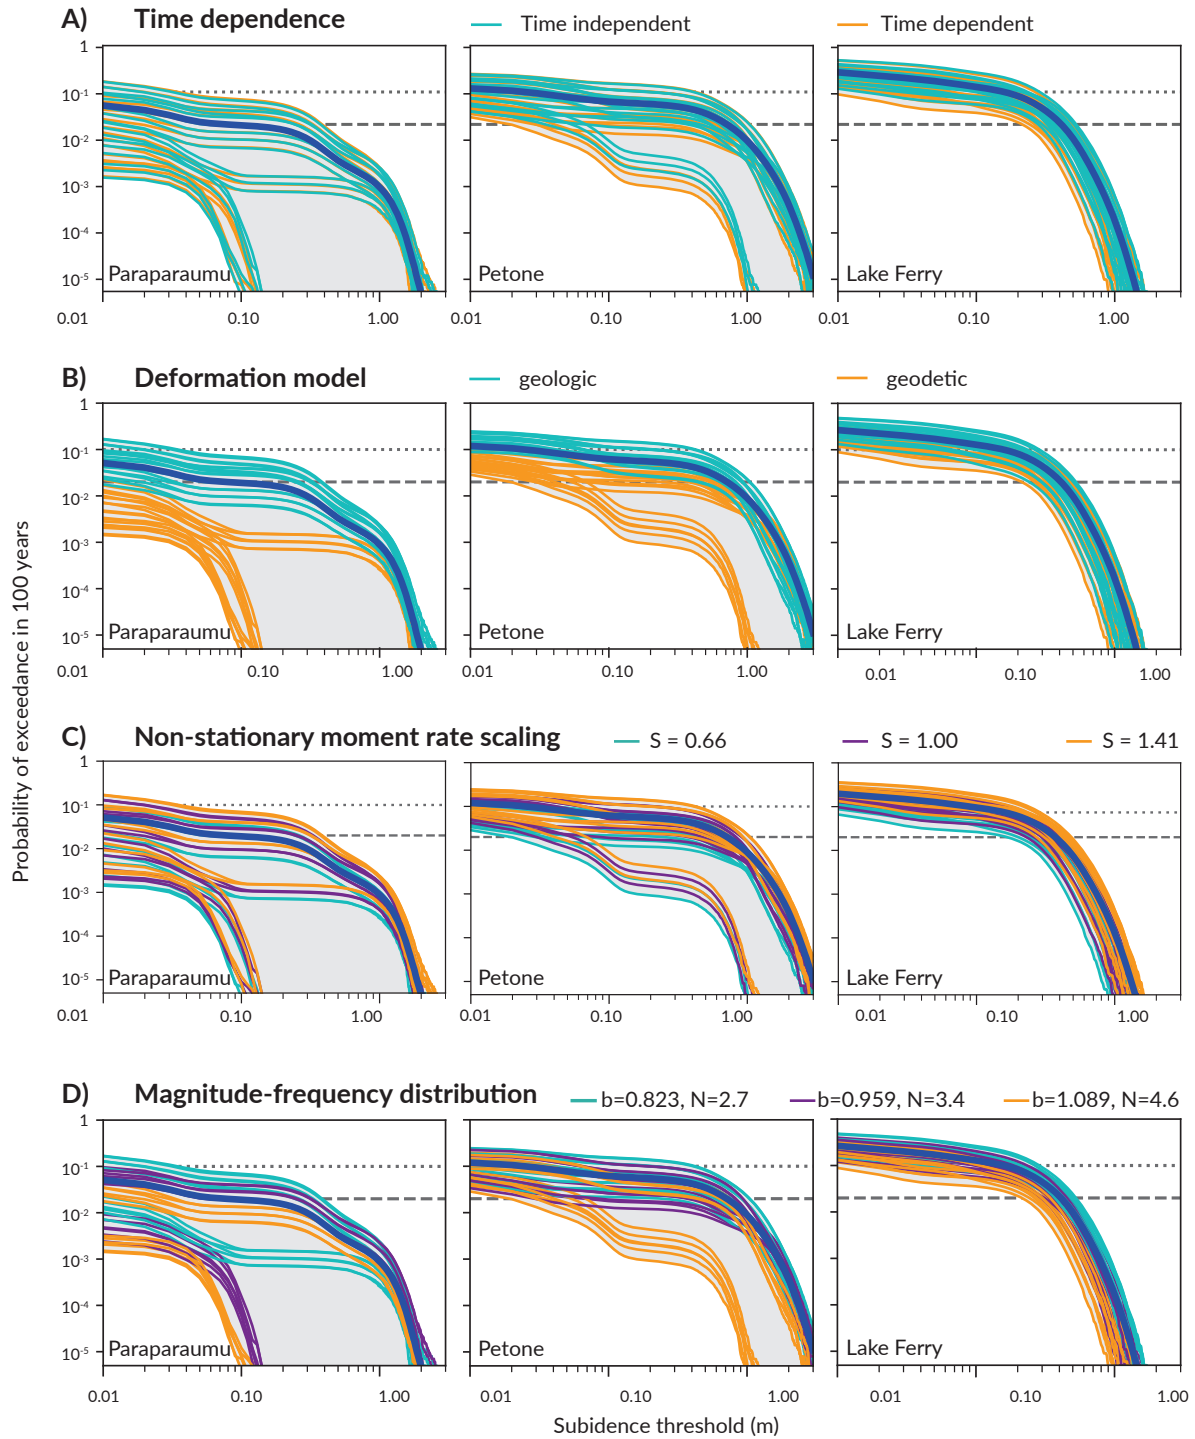 A) Time dependence Time independent Time dependent
1
10⁻¹
10⁻²
10⁻³
10⁻⁴
10⁻⁵
Paraparaumu Petone Lake Ferry
0.01 0.10 1.00 0.01 0.10 1.00 0.01 0.10 1.00
B) Deformation model geologic geodetic
1
10⁻¹
10⁻²
10⁻³
10⁻⁴
10⁻⁵
Paraparaumu Petone Lake Ferry
0.01 0.10 1.00 0.01 0.10 1.00 0.01 0.10 1.00
Probability of exceedance in 100 years
C) Non-stationary moment rate scaling S = 0.66 S = 1.00 S = 1.41
1
10⁻¹
10⁻²
10⁻³
10⁻⁴
10⁻⁵
Paraparaumu Petone Lake Ferry
0.01 0.10 1.00 0.01 0.10 1.00 0.01 0.10 1.00
D) Magnitude-frequency distribution b=0.823, N=2.7 b=0.959, N=3.4 b=1.089, N=4.6
1
10⁻¹
10⁻²
10⁻³
10⁻⁴
10⁻⁵
Paraparaumu Petone Lake Ferry
0.01 0.10 1.00 0.01 0.10 1.00 0.01 0.10 1.00
Subidence threshold (m)